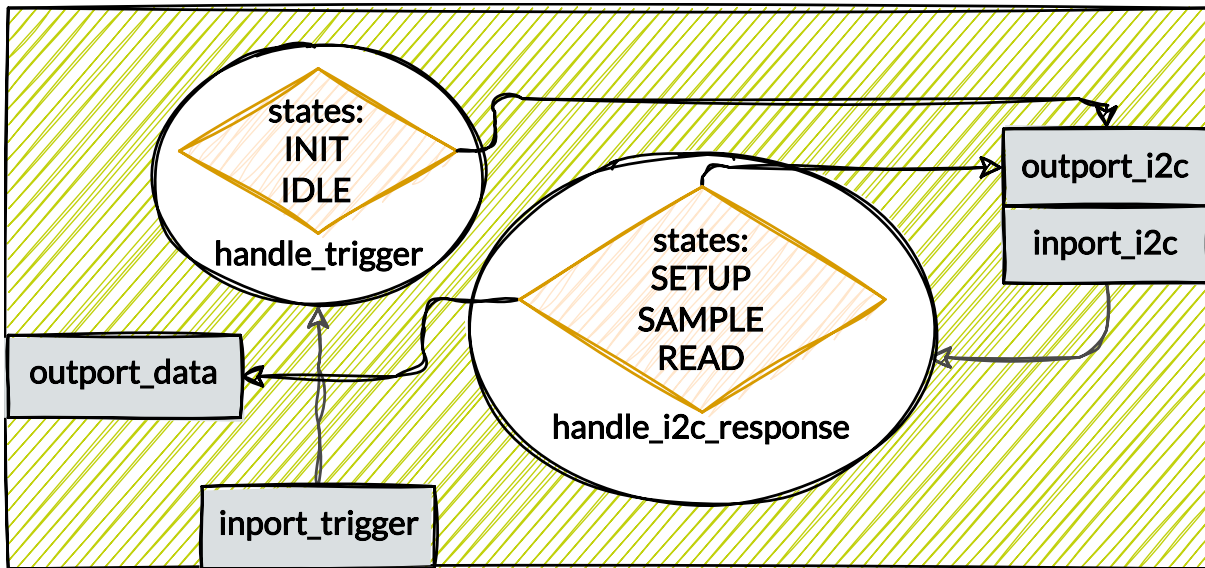 states:
INIT
IDLE
handle_trigger
outport_i2c
inport_i2c
states:
SETUP
SAMPLE
READ
handle_i2c_response
outport_data
inport_trigger